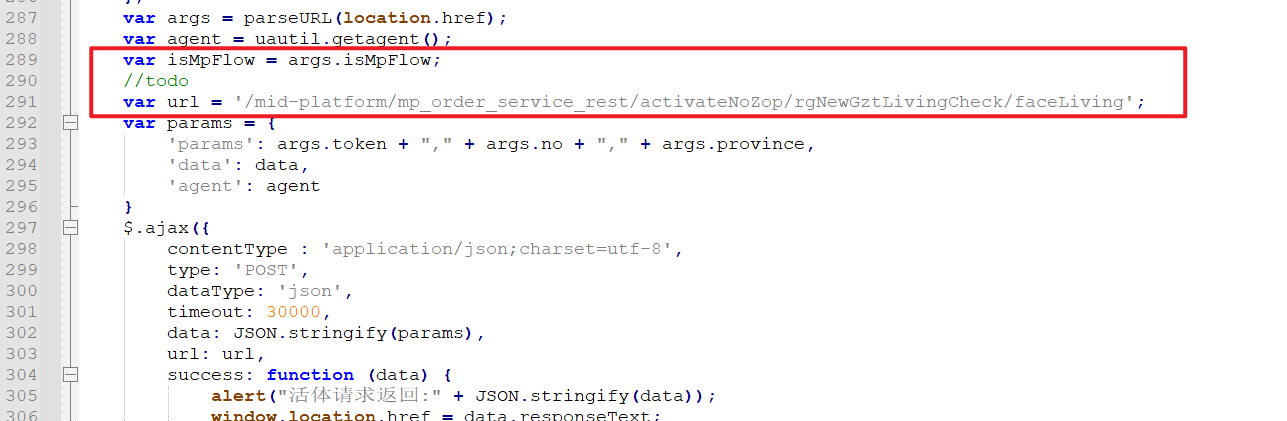 287 var args = parseURL(location.href);
288 var agent = uautil.getagent();
289 var isMpFlow = args.isMpFlow;
290 //todo
291 var url = '/mid-platform/mp_order_service_rest/activateNoZop/rgNewGztLivingCheck/faceLiving';
292 var params = {
293 'params': args.token + "," + args.no + "," + args.province,
294 'data': data,
295 'agent': agent
296 }
297 $.ajax({
298 contentType : 'application/json;charset=utf-8',
299 type: 'POST',
300 dataType: 'json',
301 timeout: 30000,
302 data: JSON.stringify(params),
303 url: url,
304 success: function (data) {
305 alert("活体请求返回:" + JSON.stringify(data));
306 window.location.href = data.responseText;